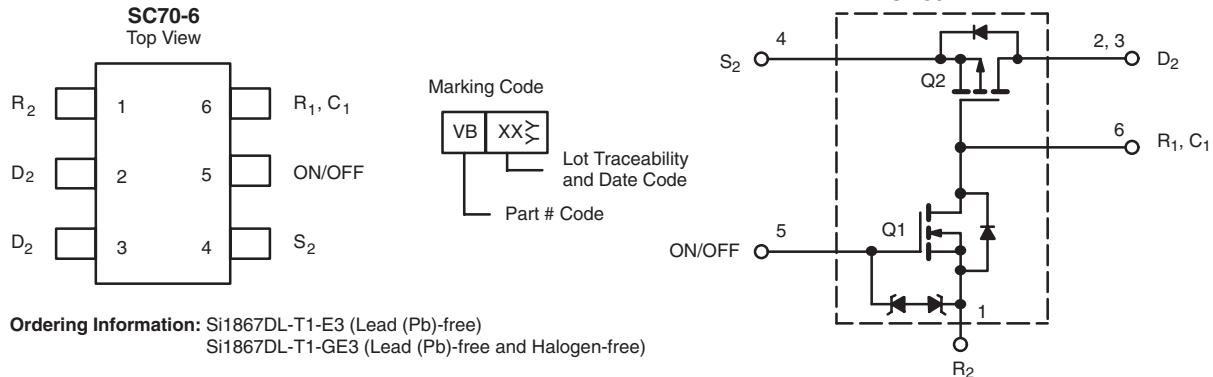 SC70-6
Top View
R2
1
6
R1, C1
D2
2
5
ON/OFF
D2
3
4
S2
Marking Code
VB
XX
YY
Lot Traceability
and Date Code
Part # Code
Ordering Information: Si1867DL-T1-E3 (Lead (Pb)-free)
Si1867DL-T1-GE3 (Lead (Pb)-free and Halogen-free)
4
2, 3
S2
D2
Q2
6
R1, C1
Q1
5
ON/OFF
1
R2